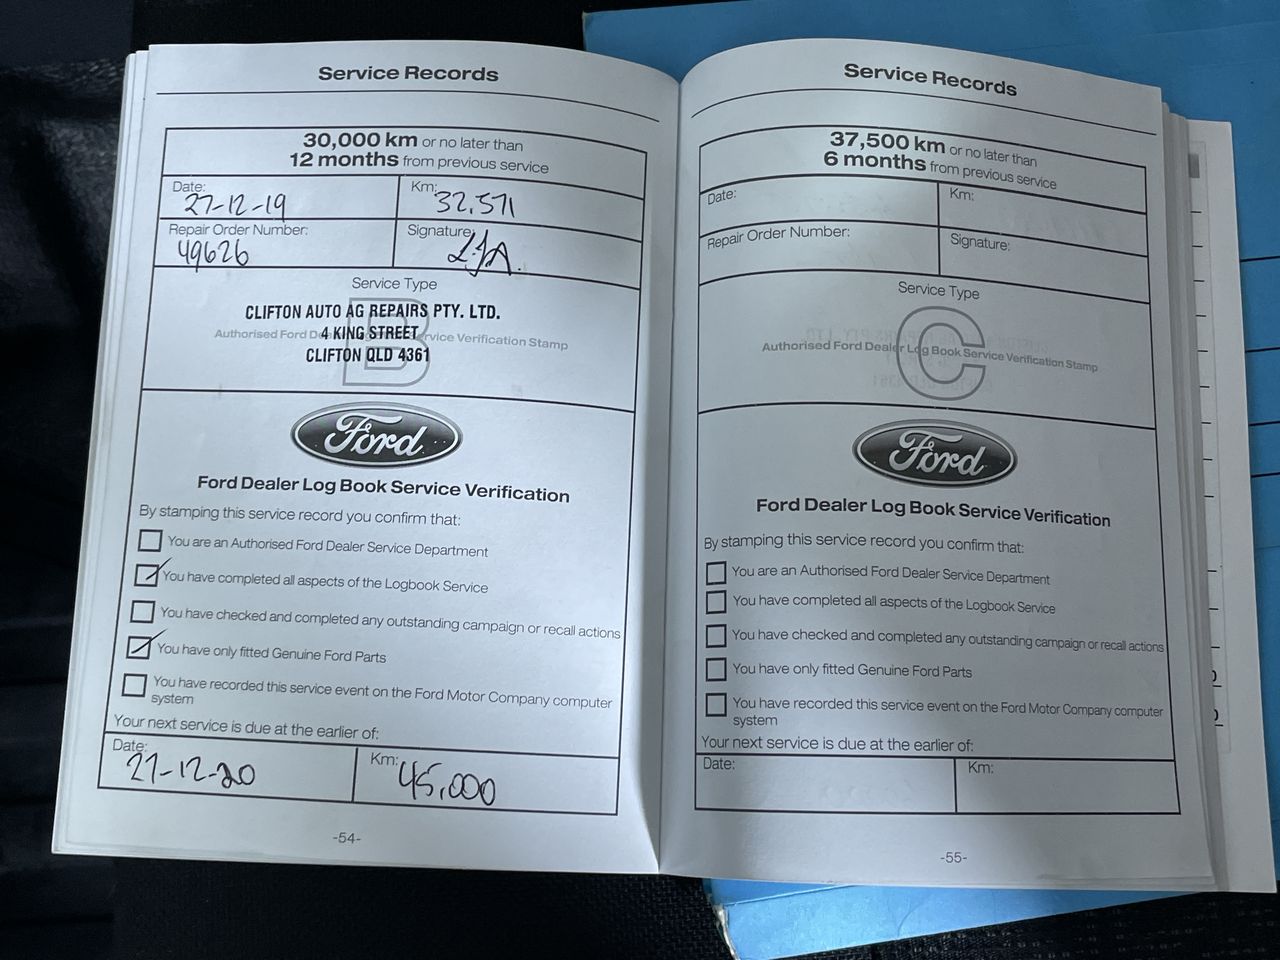 Service Records
30,000 km or no later than
12 months from previous service
Date:
27-12-19
Km:
32,571
Repair Order Number:
49626
Signature:
Service Type
B
CLIFTON AUTO AG REPAIRS PTY. LTD.
4 KING STREET
CLIFTON QLD 4361
Authorised Ford De rvice Verification Stamp
Ford
Ford Dealer Log Book Service Verification
By stamping this service record you confirm that:
You are an Authorised Ford Dealer Service Department
You have completed all aspects of the Logbook Service
You have checked and completed any outstanding campaign or recall actions
You have only fitted Genuine Ford Parts
You have recorded this service event on the Ford Motor Company computer
system
Your next service is due at the earlier of:
Date:
27-12-20
Km:
45,000
-54-
Service Records
37,500 km or no later than
6 months from previous service
Date:
Km:
Repair Order Number:
Signature:
Service Type
C
Authorised Ford Dealer Log Book Service Verification Stamp
Ford
Ford Dealer Log Book Service Verification
By stamping this service record you confirm that:
You are an Authorised Ford Dealer Service Department
You have completed all aspects of the Logbook Service
You have checked and completed any outstanding campaign or recall actions
You have only fitted Genuine Ford Parts
You have recorded this service event on the Ford Motor Company computer
system
Your next service is due at the earlier of:
Date:
Km:
-55-